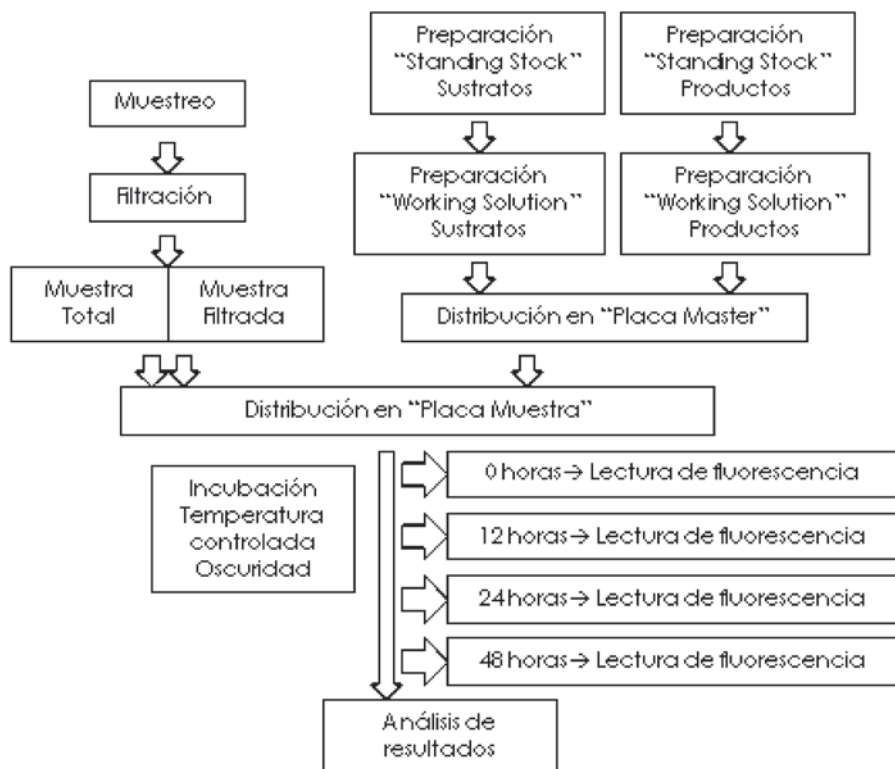 Muestreo
Filtración
Muestra
Total
Muestra
Filtrada
Preparación
“Standing Stock”
Sustratos
Preparación
“Standing Stock”
Productos
Preparación
“Working Solution”
Sustratos
Preparación
“Working Solution”
Productos
Distribución en “Placa Master”
Distribución en “Placa Muestra”
Incubación
Temperatura
controlada
Oscuridad
0 horas→ Lectura de fluorescencia
12 horas→ Lectura de fluorescencia
24 horas→ Lectura de fluorescencia
48 horas→ Lectura de fluorescencia
Análisis de
resultados